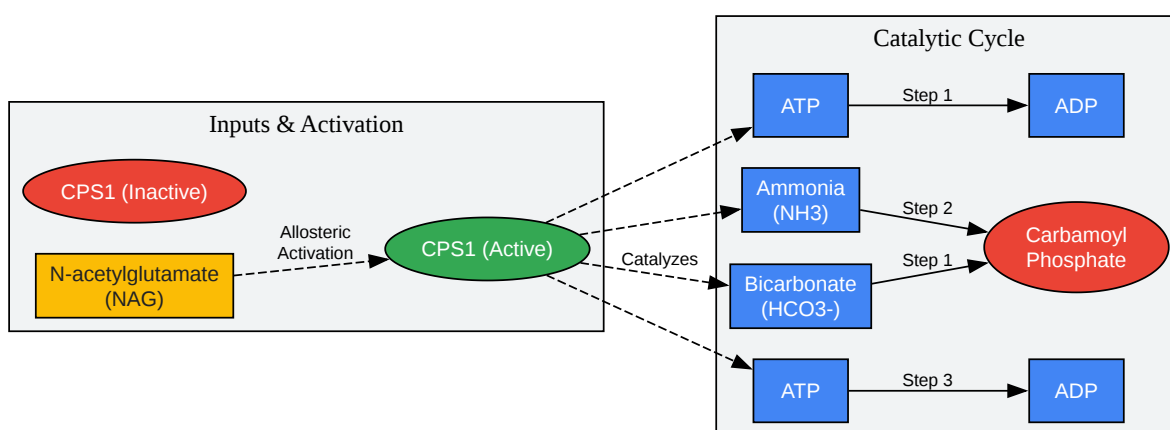 Inputs & Activation
CPS1 (Inactive)
N-acetylglutamate
(NAG)
Allosteric
Activation
CPS1 (Active)
Catalyzes
Catalytic Cycle
ATP
Step 1
ADP
Ammonia
(NH3)
Step 2
Bicarbonate
(HCO3-)
Step 1
Carbamoyl
Phosphate
ATP
Step 3
ADP